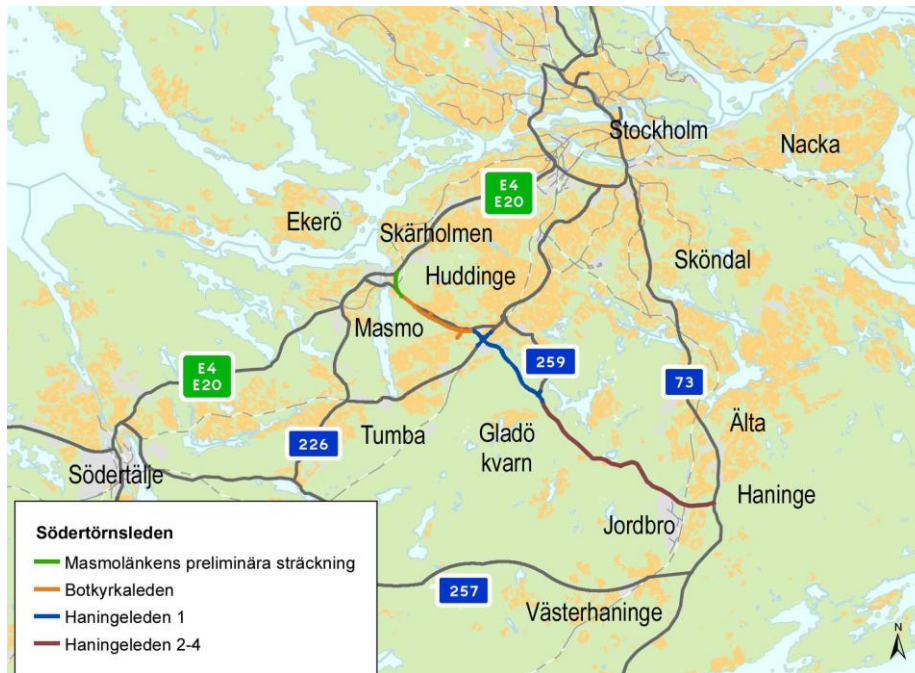 Stockholm
Nacka
E4
E20
Ekerö
Skärholmen
Sköndal
Huddinge
Masmo
E4
E20
259
73
Älta
226
Tumba
Gladö
kvarn
Södertälje
Haninge
Jordbro
Södertörnsleden
Masmolänkens preliminära sträckning
Botkyrkaleden
Haningeleden 1
Haningeleden 2-4
257
Västerhaninge
N